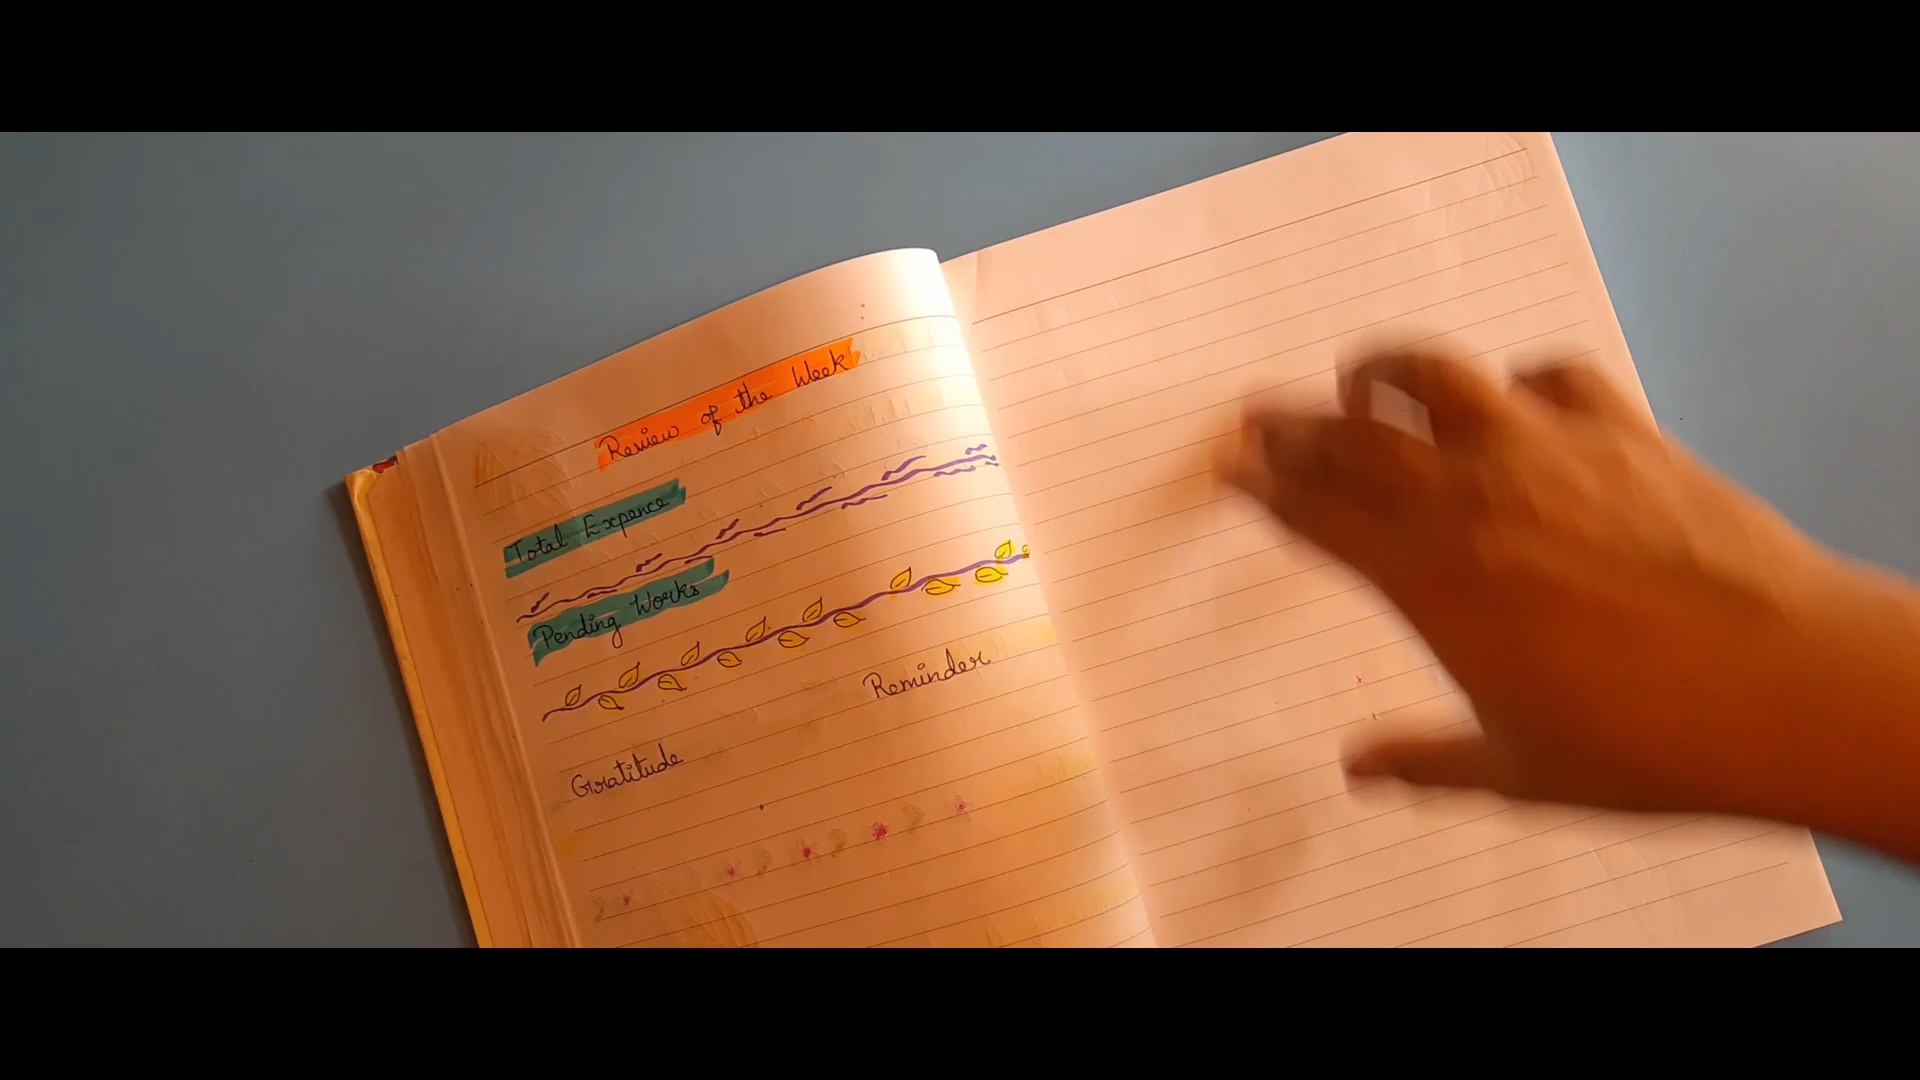 Review of the Week
Total Expence
Pending Works
Reminder
Gratitude